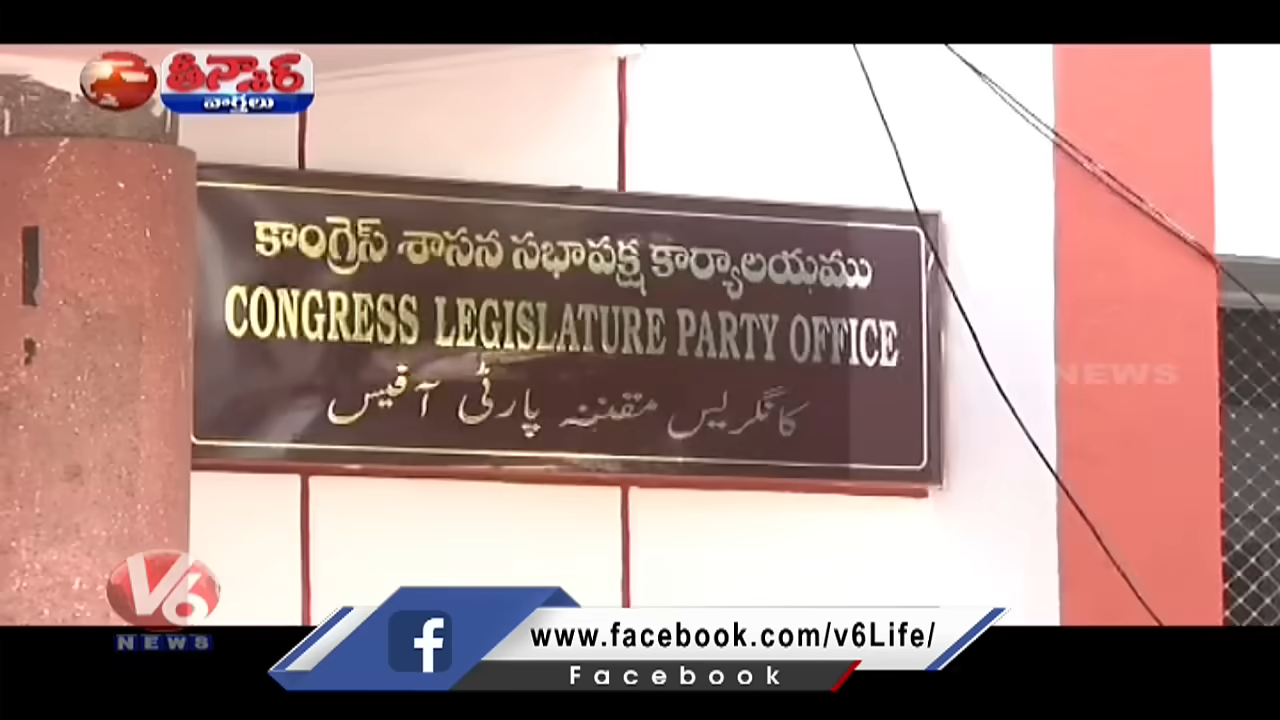 తీన్మార్
వార్తలు
కాంగ్రెస్ శాసన సభాపక్ష కార్యాలయము
CONGRESS LEGISLATURE PARTY OFFICE
کانگریس مقننہ پارٹی آفیس
NEWS
V6
NEWS
f
www.facebook.com/v6Life/
Facebook